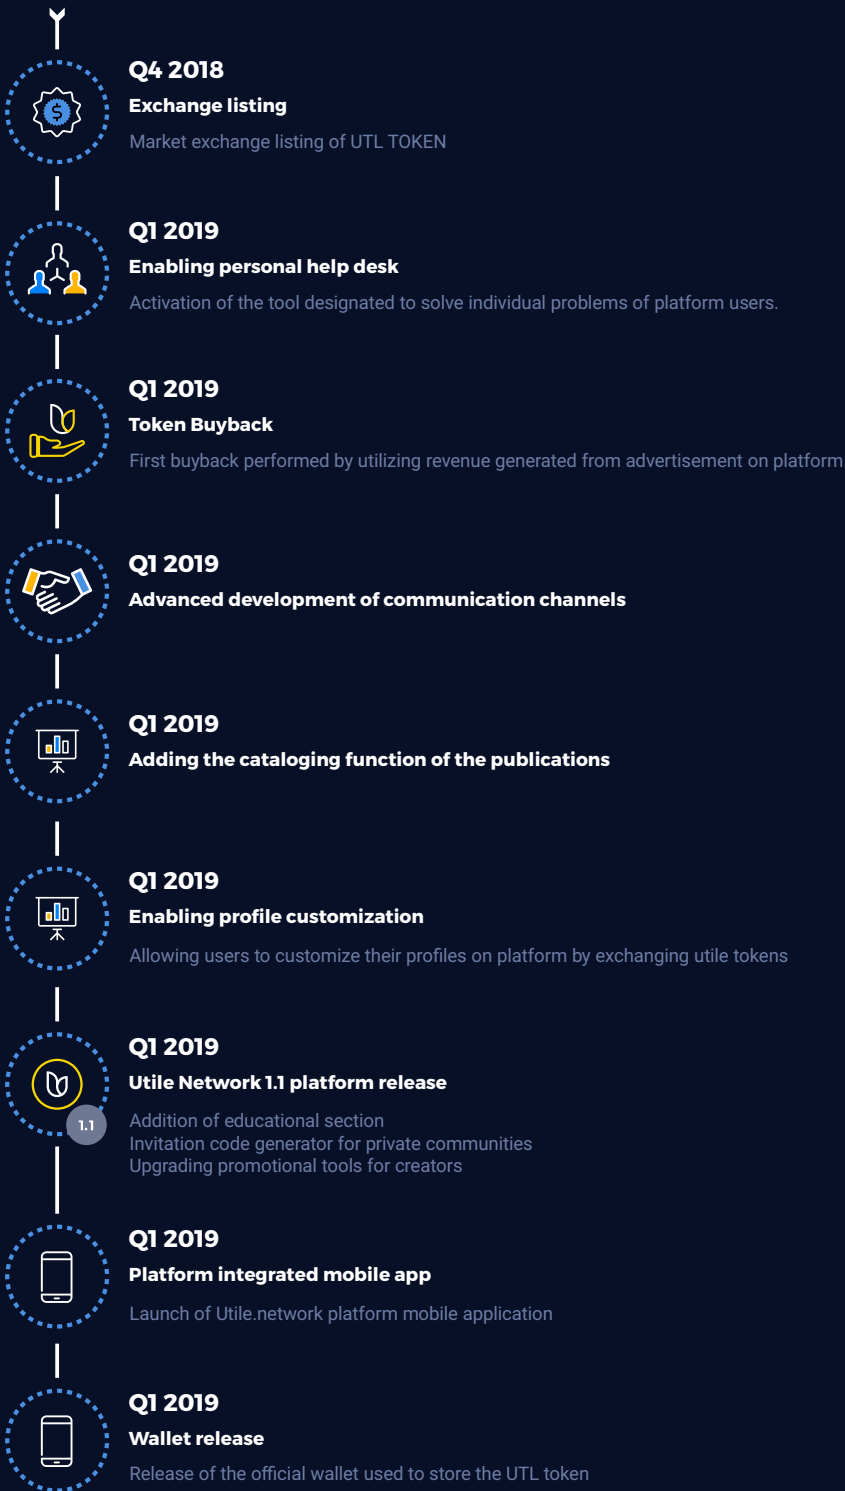 Q4 2018
Exchange listing
Market exchange listing of UTL TOKEN
Q1 2019
Enabling personal help desk
Activation of the tool designated to solve individual problems of platform users.
Q1 2019
Token Buyback
First buyback performed by utilizing revenue generated from advertisement on platform
Q1 2019
Advanced development of communication channels
Q1 2019
Adding the cataloging function of the publications
Q1 2019
Enabling profile customization
Allowing users to customize their profiles on platform by exchanging utile tokens
Q1 2019
Utile Network 1.1 platform release
1.1
Addition of educational section
Invitation code generator for private communities
Upgrading promotional tools for creators
Q1 2019
Platform integrated mobile app
Launch of Utile.network platform mobile application
Q1 2019
Wallet release
Release of the official wallet used to store the UTL token